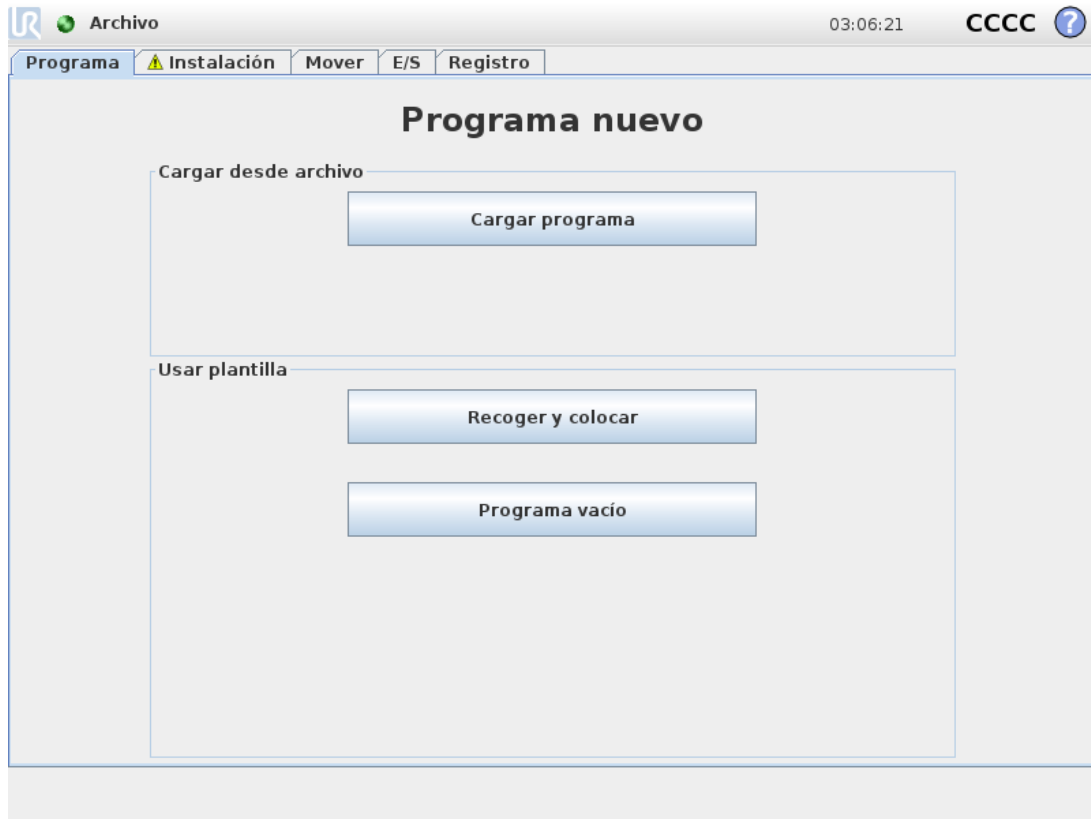 UR Archivo 03:06:21 CCCC ?
Programa Instalación Mover E/S Registro
Programa nuevo
Cargar desde archivo
Cargar programa
Usar plantilla
Recoger y colocar
Programa vacío